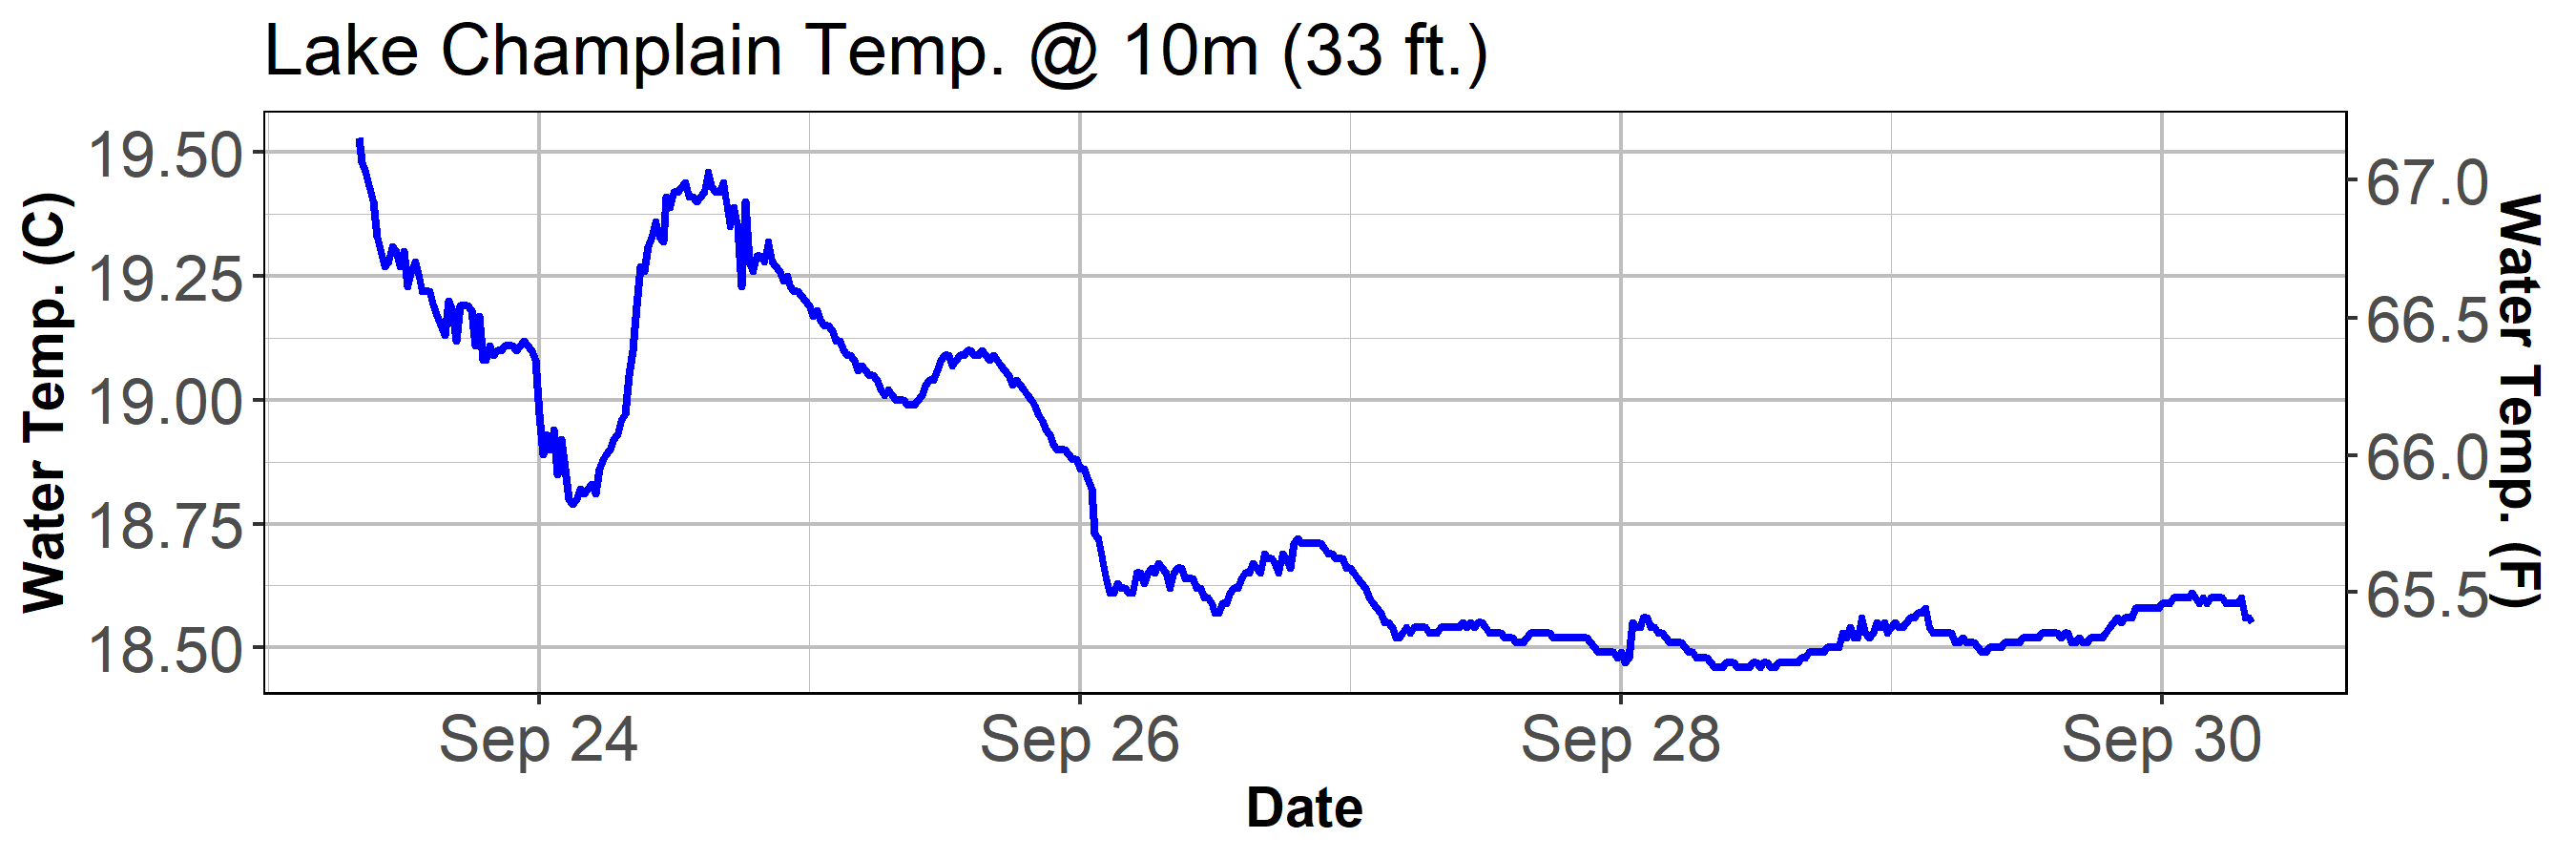 Lake Champlain Temp. @ 10m (33 ft.)
Water Temp. (C)
19.50
19.25
19.00
18.75
18.50
67.0
66.5
66.0
65.5
Water Temp. (F)
Sep 24
Sep 26
Sep 28
Sep 30
Date